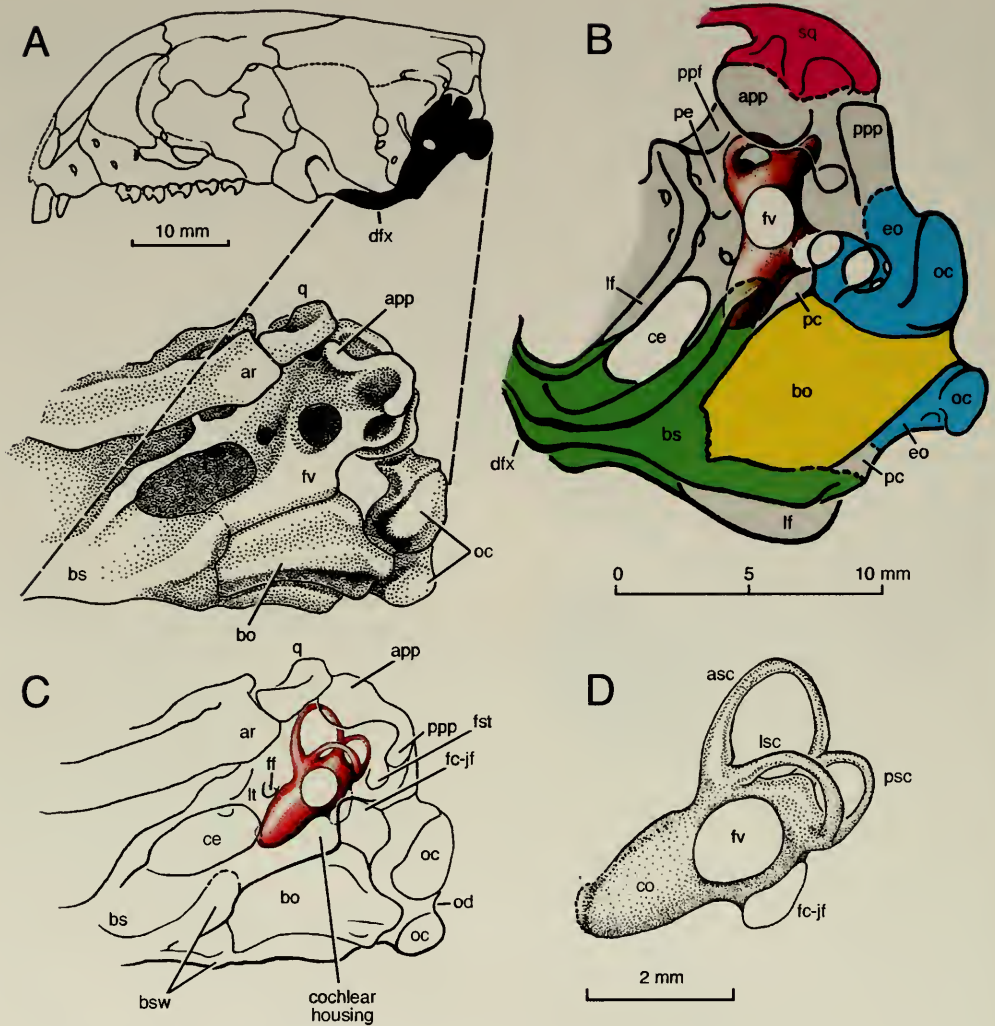 A
10 mm
dfx
q
app
ar
fv
bs
oc
bo
B
sq
ppf
app
pe
ppp
fv
eo
oc
lf
pc
ce
bo
oc
bs
eo
dfx
pc
lf
0 5 10 mm
C
q
app
ppp
fst
ar
fc-jf
ff
lt
ce
oc
bo
od
bs
oc
bsw
cochlear
housing
D
asc
lsc
psc
fv
co
fc-jf
2 mm